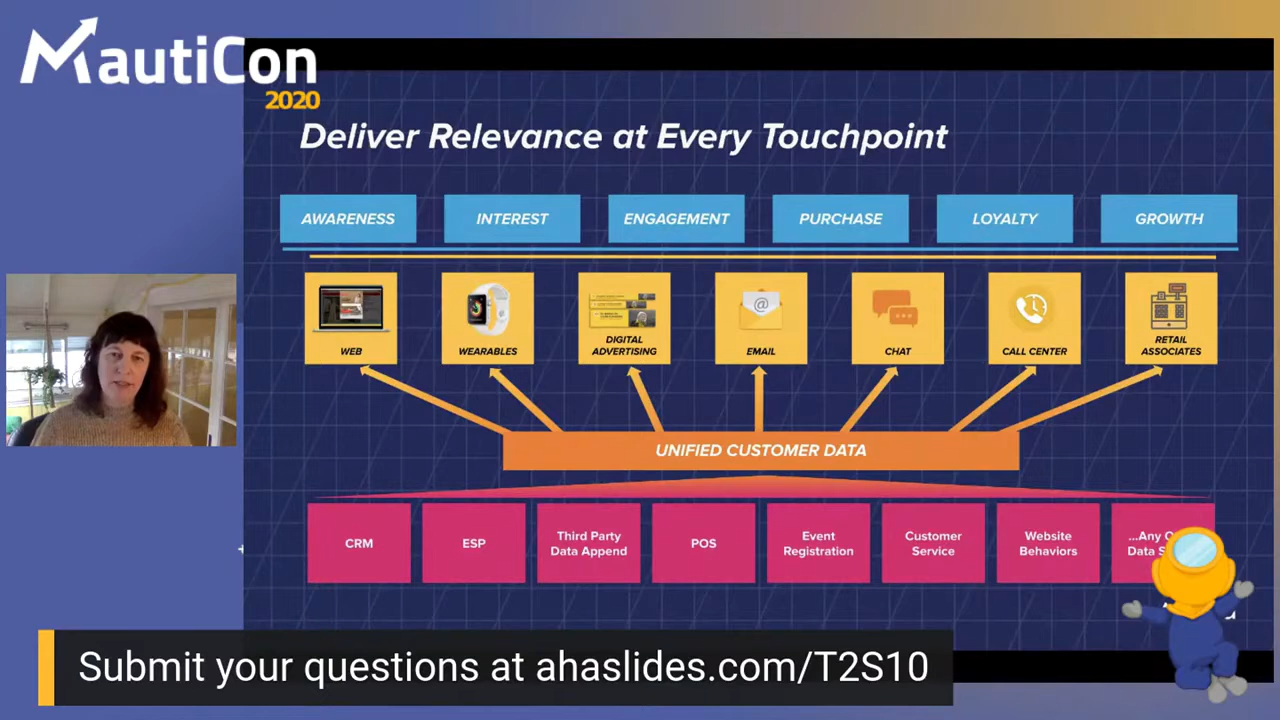 MautiCon
2020
Deliver Relevance at Every Touchpoint
AWARENESS
INTEREST
ENGAGEMENT
PURCHASE
LOYALTY
GROWTH
WEB
WEARABLES
DIGITAL
ADVERTISING
@
EMAIL
CHAT
CALL CENTER
RETAIL
ASSOCIATES
UNIFIED CUSTOMER DATA
CRM
ESP
Third Party
Data Append
POS
Event
Registration
Customer
Service
Website
Behaviors
...Any
Data
Submit your questions at ahaslides.com/T2S10